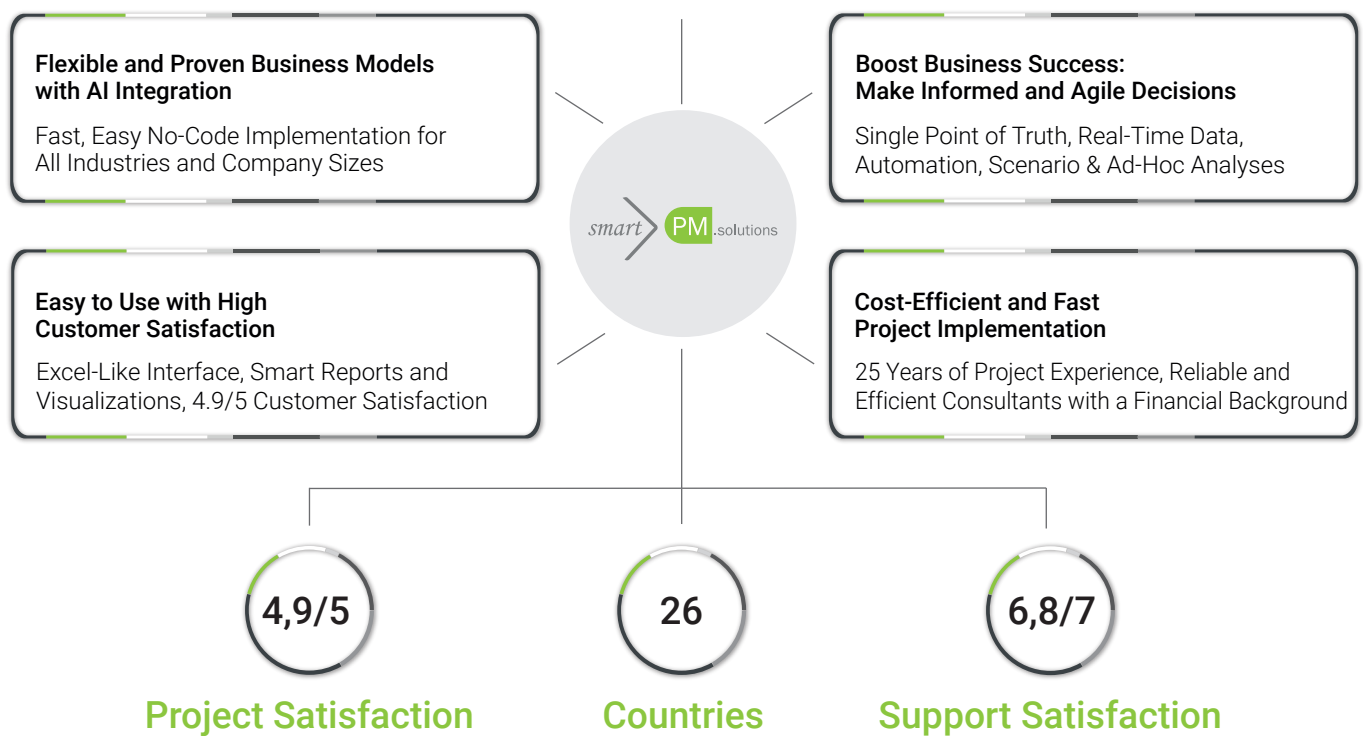 Flexible and Proven Business Models
with AI Integration
Fast, Easy No-Code Implementation for
All Industries and Company Sizes
Boost Business Success:
Make Informed and Agile Decisions
Single Point of Truth, Real-Time Data,
Automation, Scenario & Ad-Hoc Analyses
smart PM.solutions
Easy to Use with High
Customer Satisfaction
Excel-Like Interface, Smart Reports and
Visualizations, 4.9/5 Customer Satisfaction
Cost-Efficient and Fast
Project Implementation
25 Years of Project Experience, Reliable and
Efficient Consultants with a Financial Background
4,9/5
26
6,8/7
Project Satisfaction
Countries
Support Satisfaction